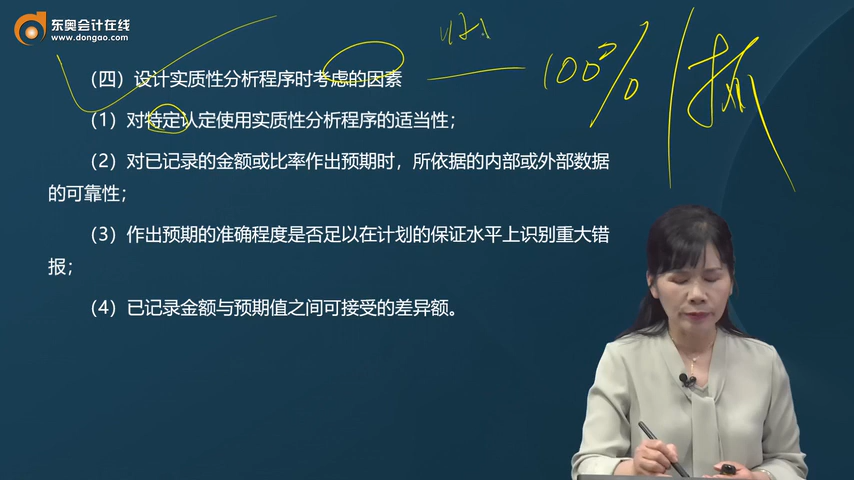 东奥会计在线
www.dongao.com
（四）设计实质性分析程序时考虑的因素
（1）对特定认定使用实质性分析程序的适当性；
（2）对已记录的金额或比率作出预期时，所依据的内部或外部数据
的可靠性；
（3）作出预期的准确程度是否足以在计划的保证水平上识别重大错
报；
（4）已记录金额与预期值之间可接受的差异额。
100%